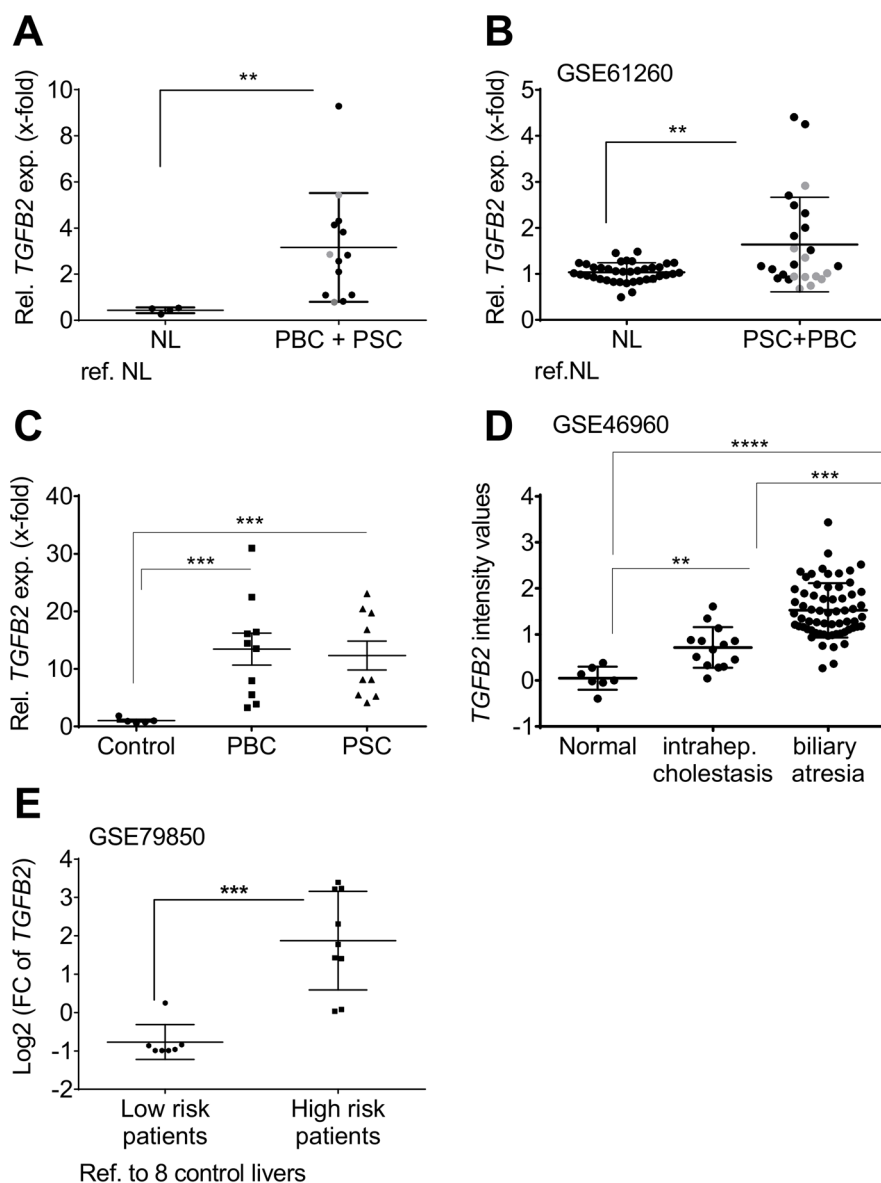 A
Rel. TGFB2 exp. (x-fold)
10
8
6
4
2
0
**
NL
PBC + PSC
ref. NL
B
GSE61260
Rel. TGFB2 exp. (x-fold)
5
4
3
2
1
0
**
NL
PSC+PBC
ref.NL
C
Rel. TGFB2 exp. (x-fold)
40
30
20
10
0
***
***
Control
PBC
PSC
D
GSE46960
TGFB2 intensity values
4
3
2
1
0
-1
****
***
**
Normal
intrahep.
cholestasis
biliary
atresia
E
GSE79850
Log2 (FC of TGFB2)
4
3
2
1
0
-1
-2
***
Low risk
patients
High risk
patients
Ref. to 8 control livers